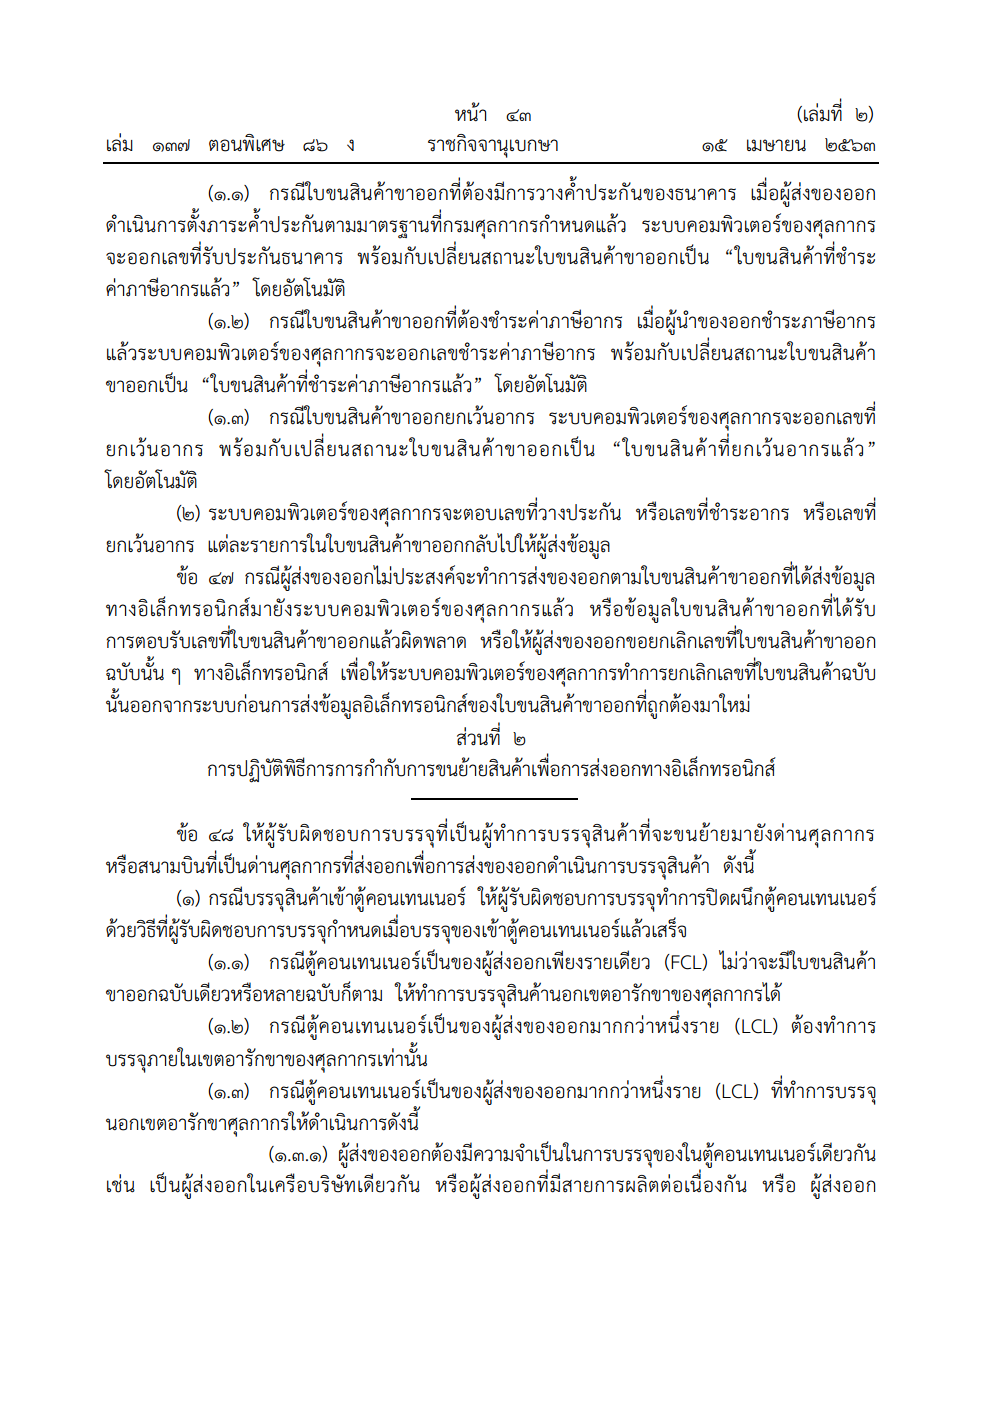 หน้า ๔๓
(เล่มที่ ๒)
เล่ม ๑๓๗ ตอนพิเศษ ๘๖ ง ราชกิจจานุเบกษา ๑๕ เมษายน ๒๕๖๓
(๑.๑) กรณีใบขนสินค้าขาออกที่ต้องมีการวางค้ำประกันของธนาคาร เมื่อผู้ส่งของออก
ดำเนินการตั้งภาระค้ำประกันตามมาตรฐานที่กรมศุลกากรกำหนดแล้ว ระบบคอมพิวเตอร์ของศุลกากร
จะออกเลขที่รับประกันธนาคาร พร้อมกับเปลี่ยนสถานะใบขนสินค้าขาออกเป็น “ใบขนสินค้าที่ชำระ
ค่าภาษีอากรแล้ว” โดยอัตโนมัติ
(๑.๒) กรณีใบขนสินค้าขาออกที่ต้องชำระค่าภาษีอากร เมื่อผู้นำของออกชำระภาษีอากร
แล้วระบบคอมพิวเตอร์ของศุลกากรจะออกเลขชำระค่าภาษีอากร พร้อมกับเปลี่ยนสถานะใบขนสินค้า
ขาออกเป็น “ใบขนสินค้าที่ชำระค่าภาษีอากรแล้ว” โดยอัตโนมัติ
(๑.๓) กรณีใบขนสินค้าขาออกยกเว้นอากร ระบบคอมพิวเตอร์ของศุลกากรจะออกเลขที่
ยกเว้นอากร พร้อมกับเปลี่ยนสถานะใบขนสินค้าขาออกเป็น “ใบขนสินค้าที่ยกเว้นอากรแล้ว”
โดยอัตโนมัติ
(๒) ระบบคอมพิวเตอร์ของศุลกากรจะตอบเลขที่วางประกัน หรือเลขที่ชำระอากร หรือเลขที่
ยกเว้นอากร แต่ละรายการในใบขนสินค้าขาออกกลับไปให้ผู้ส่งข้อมูล
ข้อ ๔๗ กรณีผู้ส่งของออกไม่ประสงค์จะทำการส่งของออกตามใบขนสินค้าขาออกที่ได้ส่งข้อมูล
ทางอิเล็กทรอนิกส์มายังระบบคอมพิวเตอร์ของศุลกากรแล้ว หรือข้อมูลใบขนสินค้าขาออกที่ได้รับ
การตอบรับเลขที่ใบขนสินค้าขาออกแล้วผิดพลาด หรือให้ผู้ส่งของออกขอยกเลิกเลขที่ใบขนสินค้าขาออก
ฉบับนั้น ๆ ทางอิเล็กทรอนิกส์ เพื่อให้ระบบคอมพิวเตอร์ของศุลกากรทำการยกเลิกเลขที่ใบขนสินค้าฉบับ
นั้นออกจากระบบก่อนการส่งข้อมูลอิเล็กทรอนิกส์ของใบขนสินค้าขาออกที่ถูกต้องมาใหม่
ส่วนที่ ๒
การปฏิบัติพิธีการการกำกับการขนย้ายสินค้าเพื่อการส่งออกทางอิเล็กทรอนิกส์
ข้อ ๔๘ ให้ผู้รับผิดชอบการบรรจุที่เป็นผู้ทำการบรรจุสินค้าที่จะขนย้ายมายังด่านศุลกากร
หรือสนามบินที่เป็นด่านศุลกากรที่ส่งออกเพื่อการส่งของออกดำเนินการบรรจุสินค้า ดังนี้
(๑) กรณีบรรจุสินค้าเข้าตู้คอนเทนเนอร์ ให้ผู้รับผิดชอบการบรรจุทำการปิดผนึกตู้คอนเทนเนอร์
ด้วยวิธีที่ผู้รับผิดชอบการบรรจุกำหนดเมื่อบรรจุของเข้าตู้คอนเทนเนอร์แล้วเสร็จ
(๑.๑) กรณีตู้คอนเทนเนอร์เป็นของผู้ส่งออกเพียงรายเดียว (FCL) ไม่ว่าจะมีใบขนสินค้า
ขาออกฉบับเดียวหรือหลายฉบับก็ตาม ให้ทำการบรรจุสินค้านอกเขตอารักขาของศุลกากรได้
(๑.๒) กรณีตู้คอนเทนเนอร์เป็นของผู้ส่งของออกมากกว่าหนึ่งราย (LCL) ต้องทำการ
บรรจุภายในเขตอารักขาของศุลกากรเท่านั้น
(๑.๓) กรณีตู้คอนเทนเนอร์เป็นของผู้ส่งของออกมากกว่าหนึ่งราย (LCL) ที่ทำการบรรจุ
นอกเขตอารักขาศุลกากรให้ดำเนินการดังนี้
(๑.๓.๑) ผู้ส่งของออกต้องมีความจำเป็นในการบรรจุของในตู้คอนเทนเนอร์เดียวกัน
เช่น เป็นผู้ส่งออกในเครือบริษัทเดียวกัน หรือผู้ส่งออกที่มีสายการผลิตต่อเนื่องกัน หรือ ผู้ส่งออก